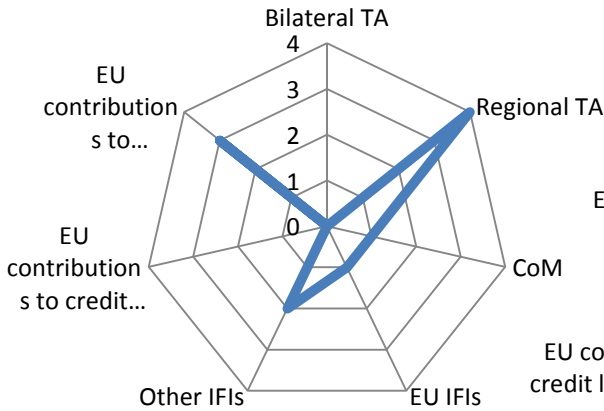 Bilateral TA
4
3
2
1
0
Regional TA
CoM
EU IFIs
Other IFIs
EU
contribution
s to credit...
EU
contribution
s to...
E
EU co
credit l